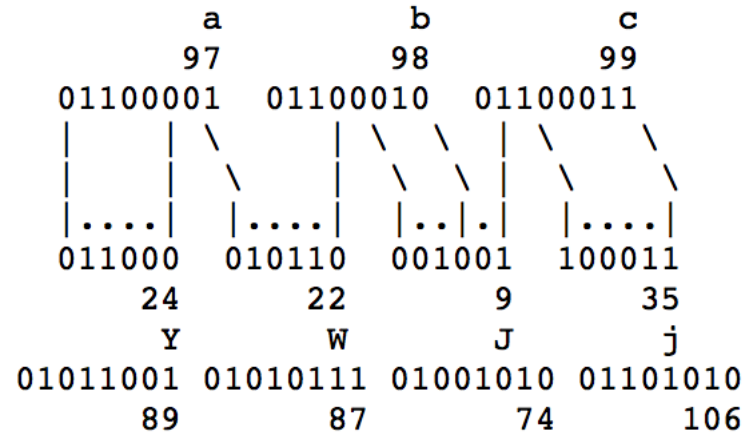 a b c
97 98 99
01100001 01100010 01100011
| | \ | \ \ | \ \
| | \ | \ \ | \ \
|....| |....| |..|.| |....|
011000 010110 001001 100011
24 22 9 35
Y W J j
01011001 01010111 01001010 01101010
89 87 74 106